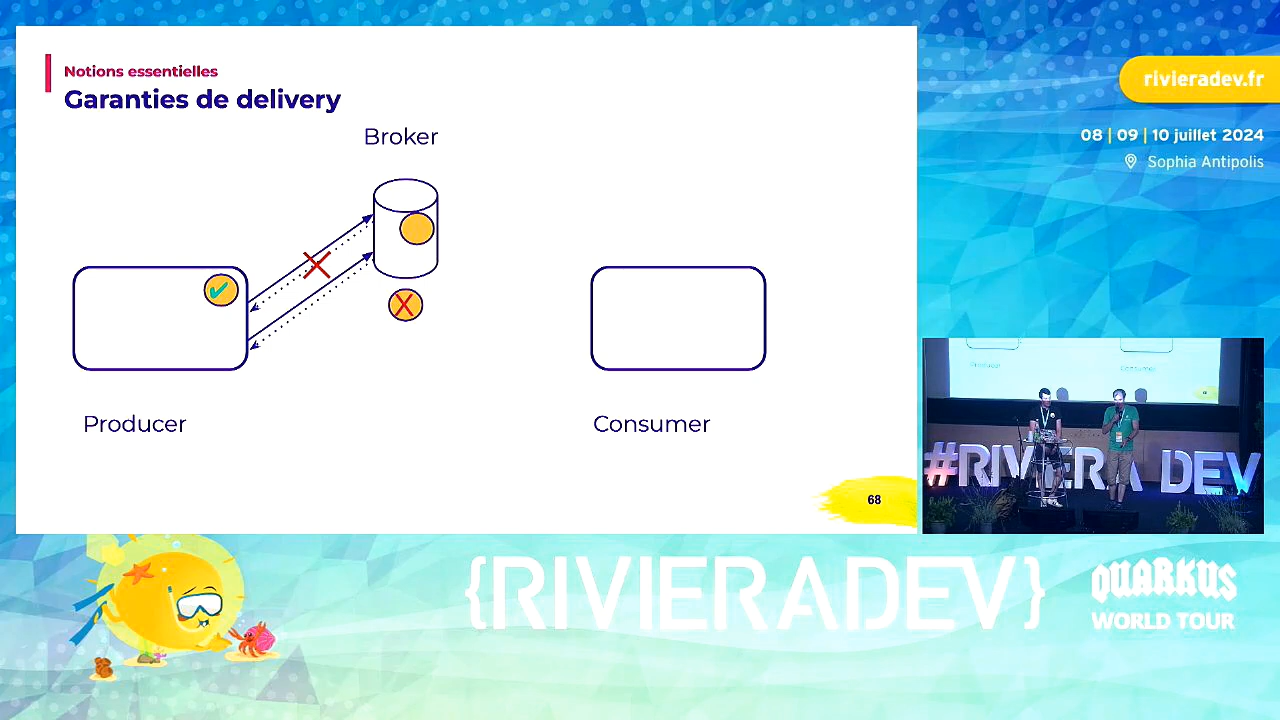 Notions essentielles
Garanties de delivery
Broker
Producer
Consumer
68
rivieradev.fr
08 | 09 | 10 juillet 2024
Sophia Antipolis
Consumer
#RIVIERA DEV
{RIVIERADEV}
QUARKUS
WORLD TOUR